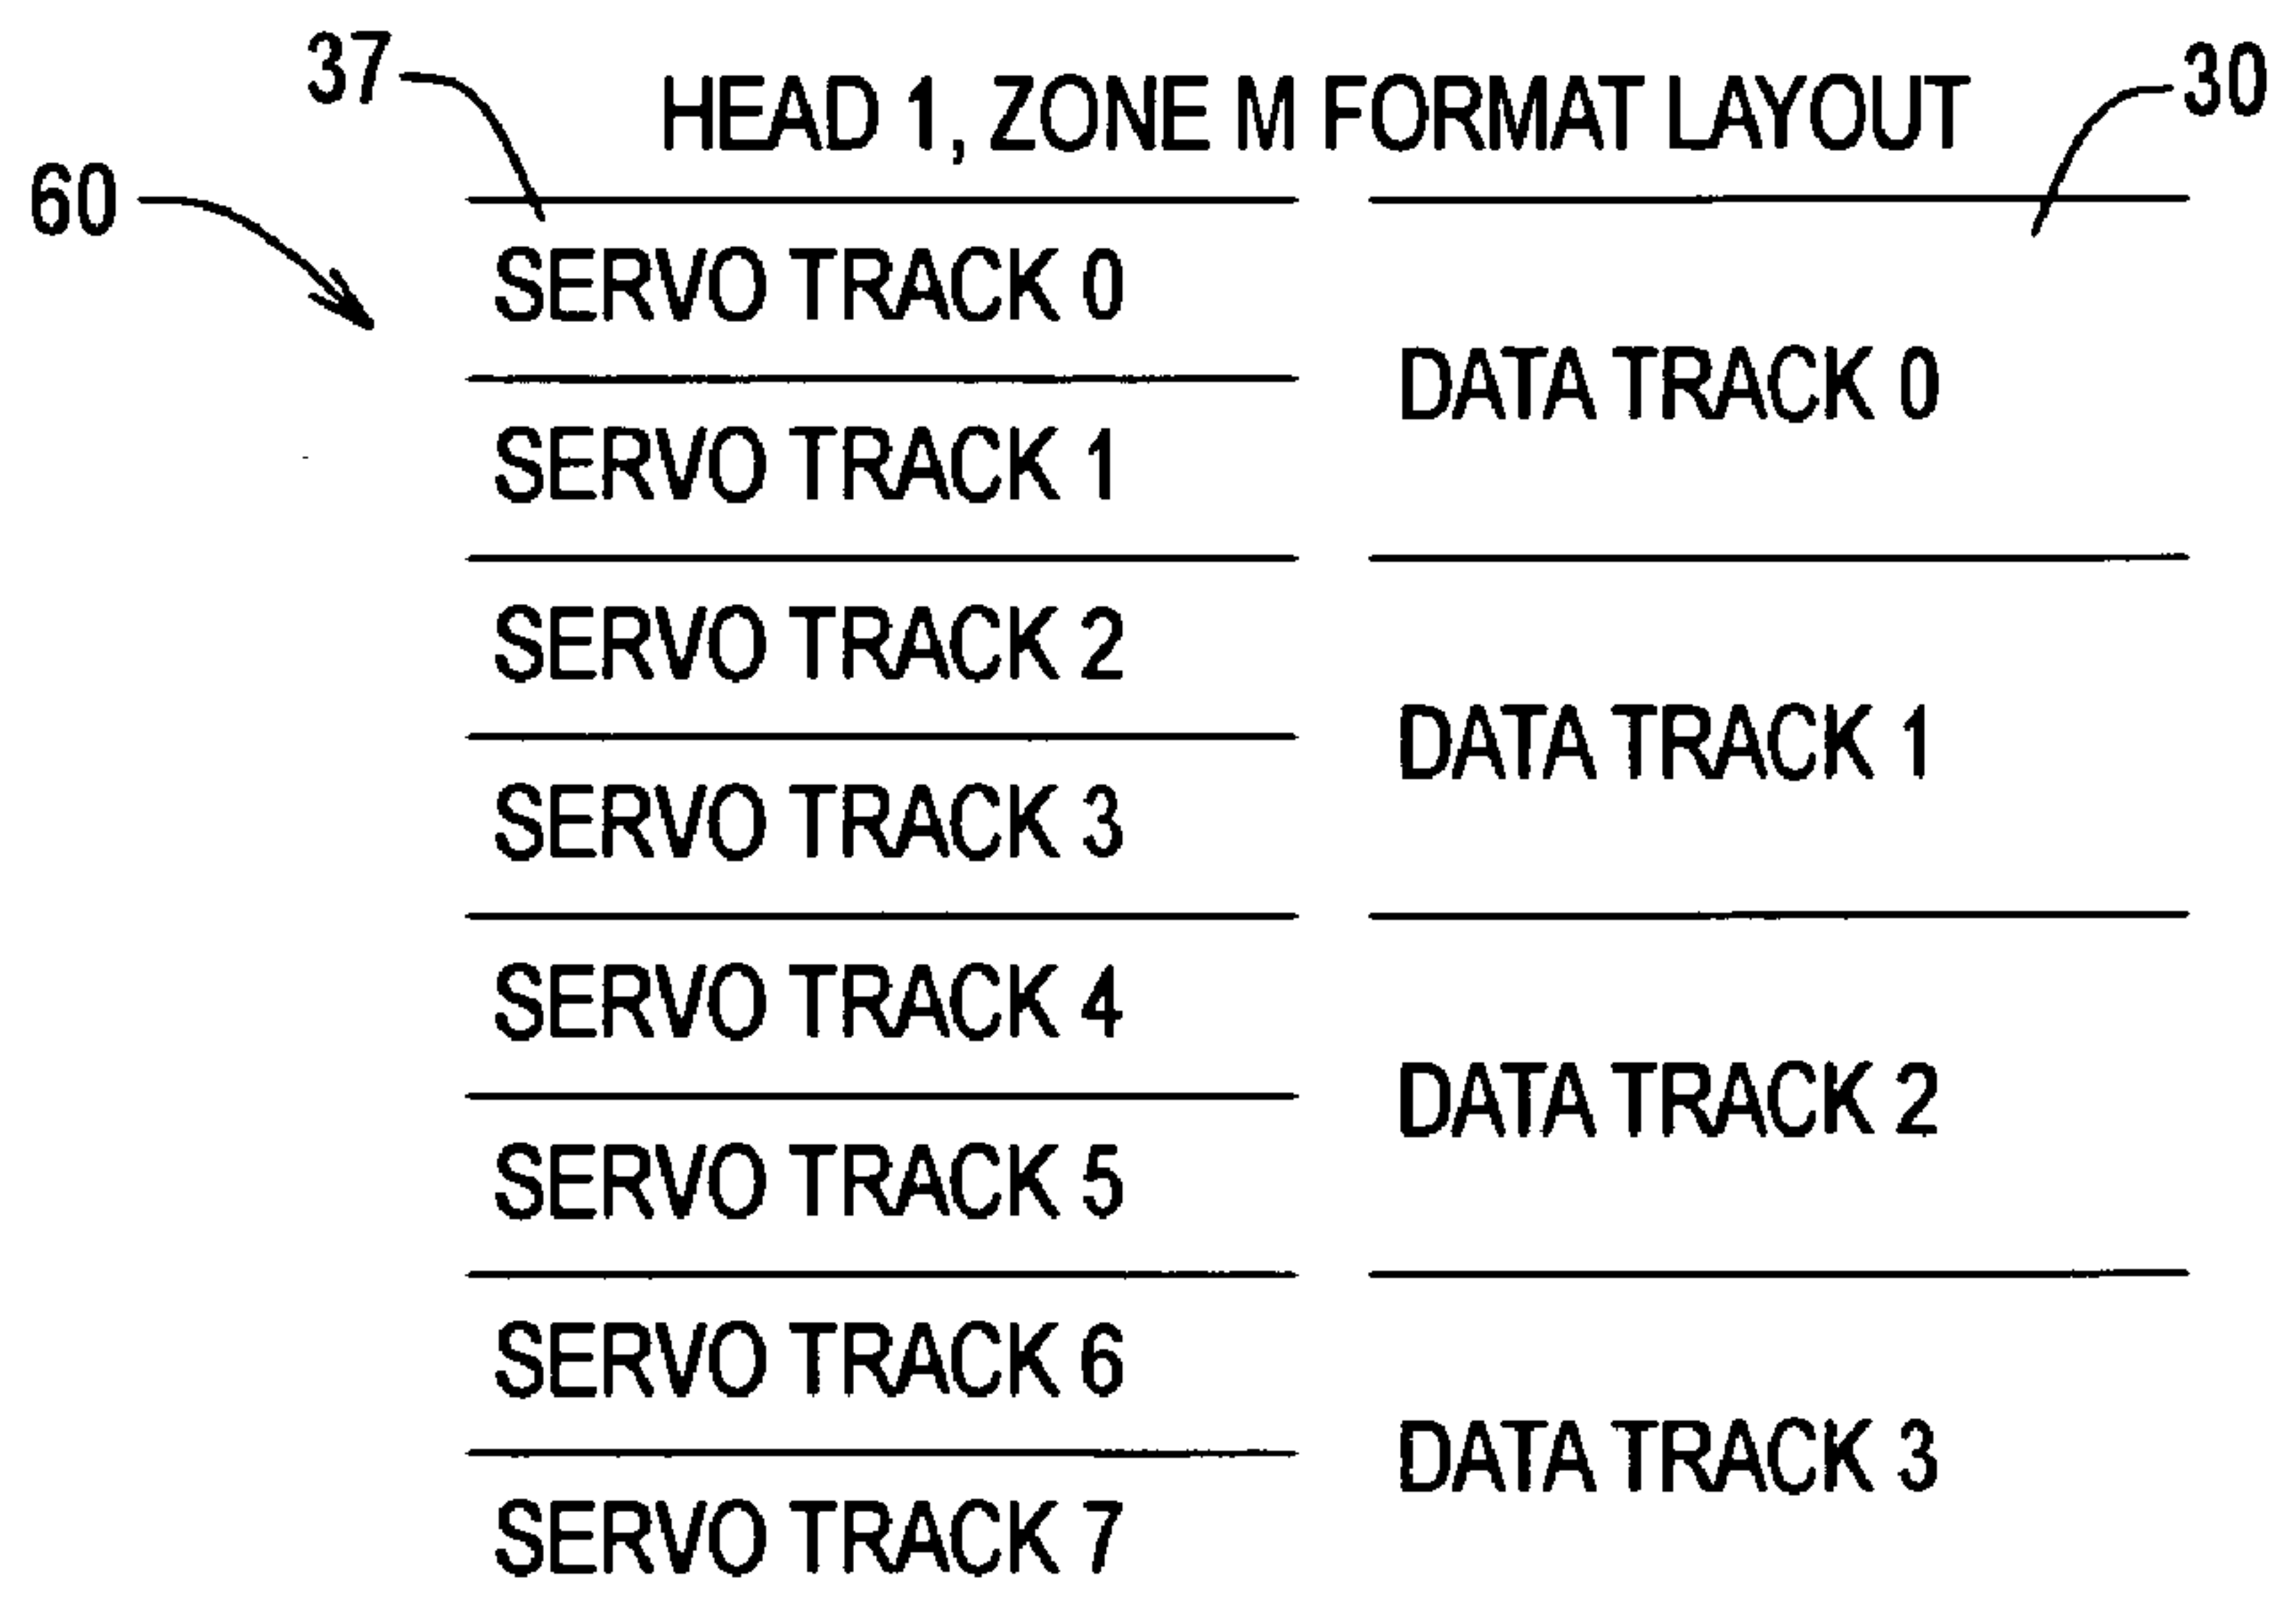 37
HEAD 1, ZONE M FORMAT LAYOUT
30
60
SERVO TRACK 0
DATA TRACK 0
SERVO TRACK 1
SERVO TRACK 2
DATA TRACK 1
SERVO TRACK 3
SERVO TRACK 4
DATA TRACK 2
SERVO TRACK 5
SERVO TRACK 6
DATA TRACK 3
SERVO TRACK 7